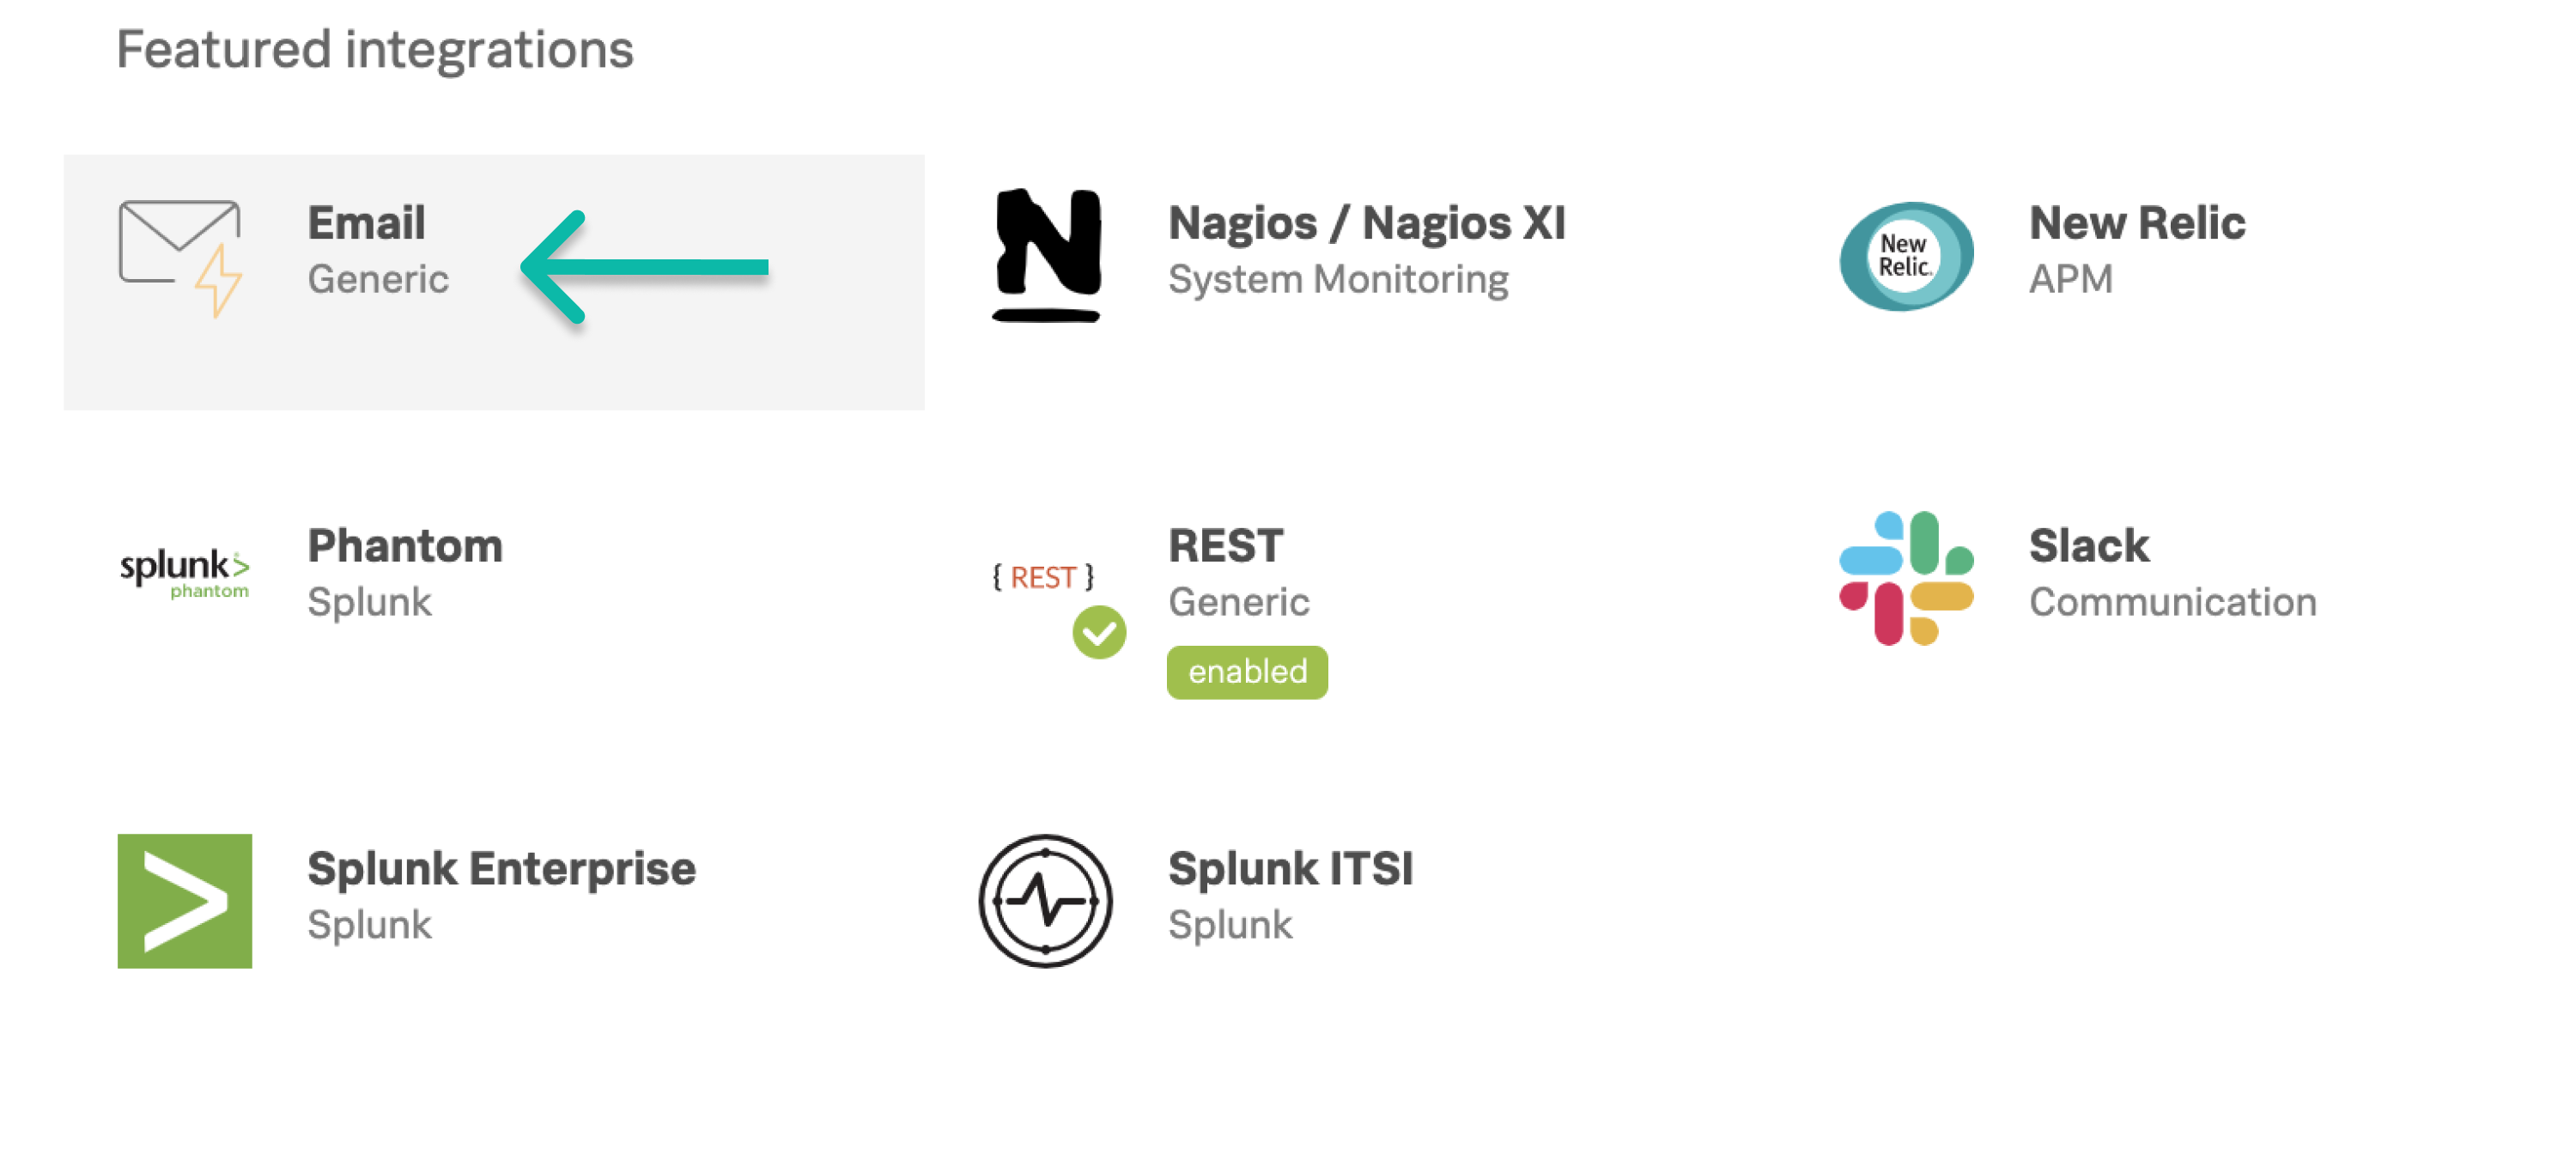 Featured integrations
Email
Generic
Nagios / Nagios XI
System Monitoring
New
Relic.
New Relic
APM
splunk>
phantom
Phantom
Splunk
{ REST }
REST
Generic
enabled
Slack
Communication
>
Splunk Enterprise
Splunk
Splunk ITSI
Splunk